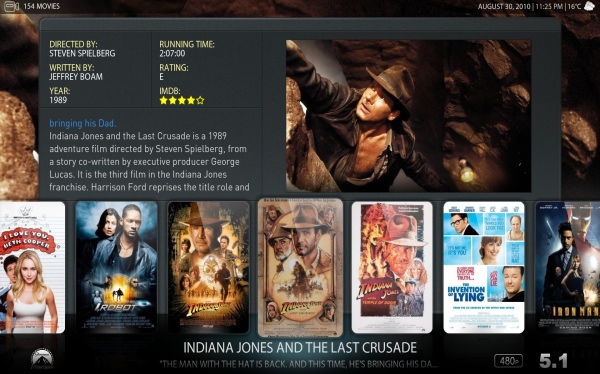 154 MOVIES
AUGUST 30, 2010 | 11:25 PM | 16°C
DIRECTED BY:
STEVEN SPIELBERG
WRITTEN BY:
JEFFREY BOAM
YEAR:
1989
RUNNING TIME:
2:07:00
RATING:
E
IMDB:
bringing his Dad.
Indiana Jones and the Last Crusade is a 1989
adventure film directed by Steven Spielberg, from
a story co-written by executive producer George
Lucas. It is the third film in the Indiana Jones
franchise. Harrison Ford reprises the title role and
I LOVE YOU
BETH COOPER
I, ROBOT
INDIANA JONES
INDIANA JONES
INDIANA JONES
TEMPLE OF DOOM
THE
INVENTION
OF LYING
IRON MAN
INDIANA JONES AND THE LAST CRUSADE
"THE MAN WITH THE HAT IS BACK. AND THIS TIME, HE'S BRINGING HIS DA...
480P
5.1